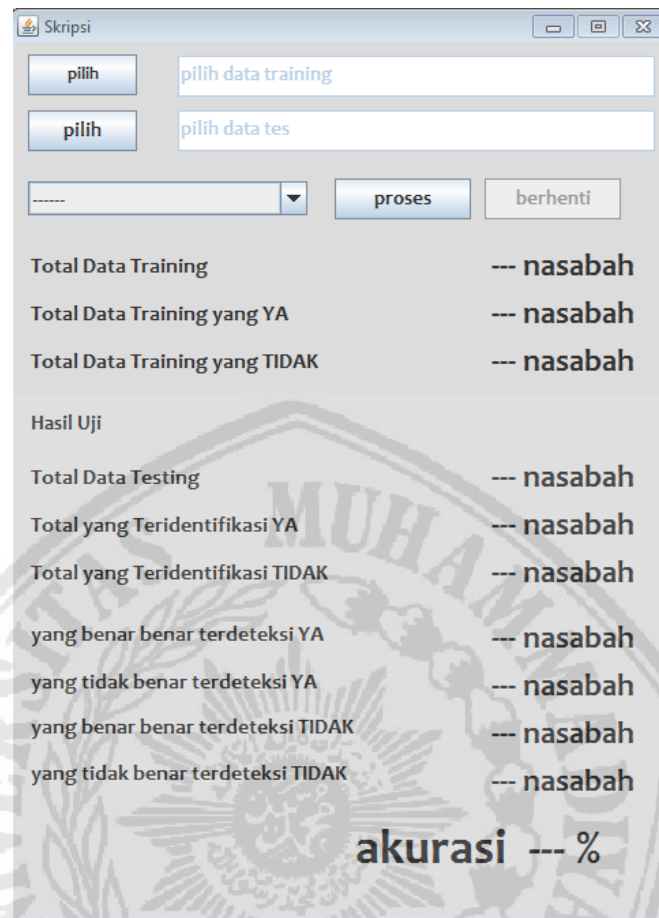 Skripsi
pilih pilih data training
pilih pilih data tes
------ proses berhenti
Total Data Training --- nasabah
Total Data Training yang YA --- nasabah
Total Data Training yang TIDAK --- nasabah
Hasil Uji
Total Data Testing --- nasabah
Total yang Teridentifikasi YA --- nasabah
Total yang Teridentifikasi TIDAK --- nasabah
yang benar benar terdeteksi YA --- nasabah
yang tidak benar terdeteksi YA --- nasabah
yang benar benar terdeteksi TIDAK --- nasabah
yang tidak benar terdeteksi TIDAK --- nasabah
akurasi --- %